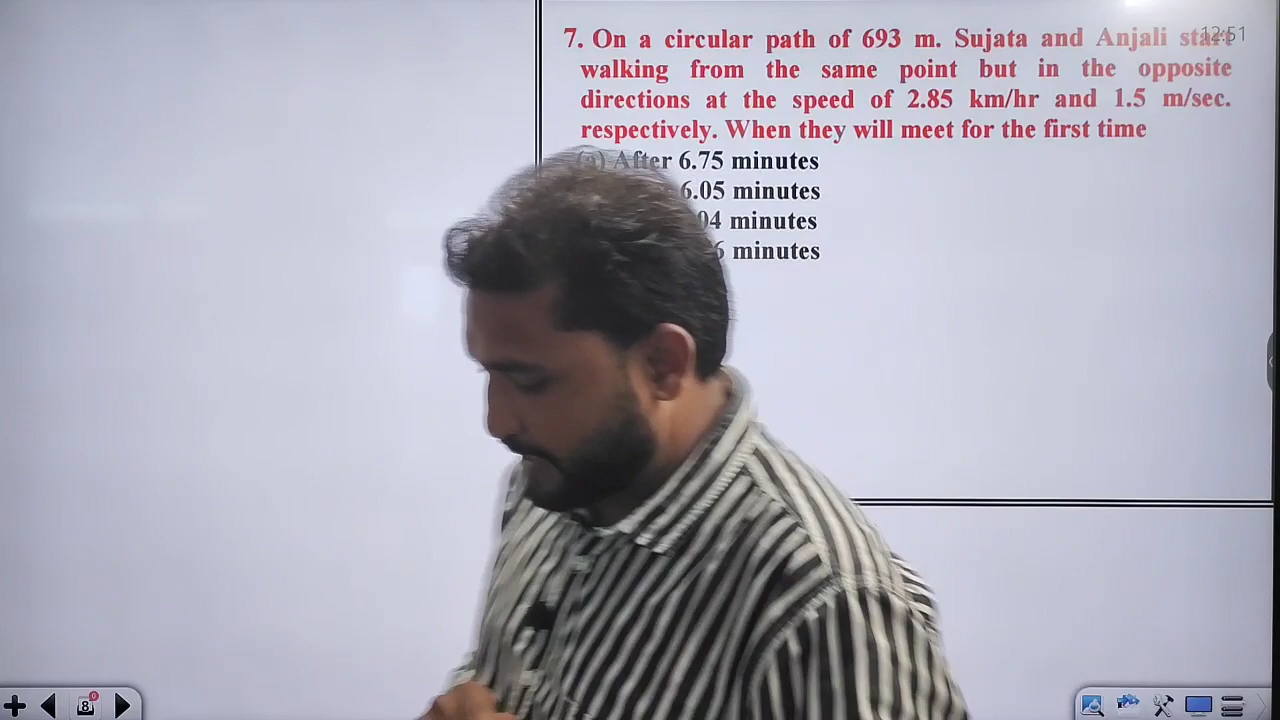 12:51
7. On a circular path of 693 m. Sujata and Anjali start
walking from the same point but in the opposite
directions at the speed of 2.85 km/hr and 1.5 m/sec.
respectively. When they will meet for the first time
(a) After 6.75 minutes
6.05 minutes
04 minutes
6 minutes
8